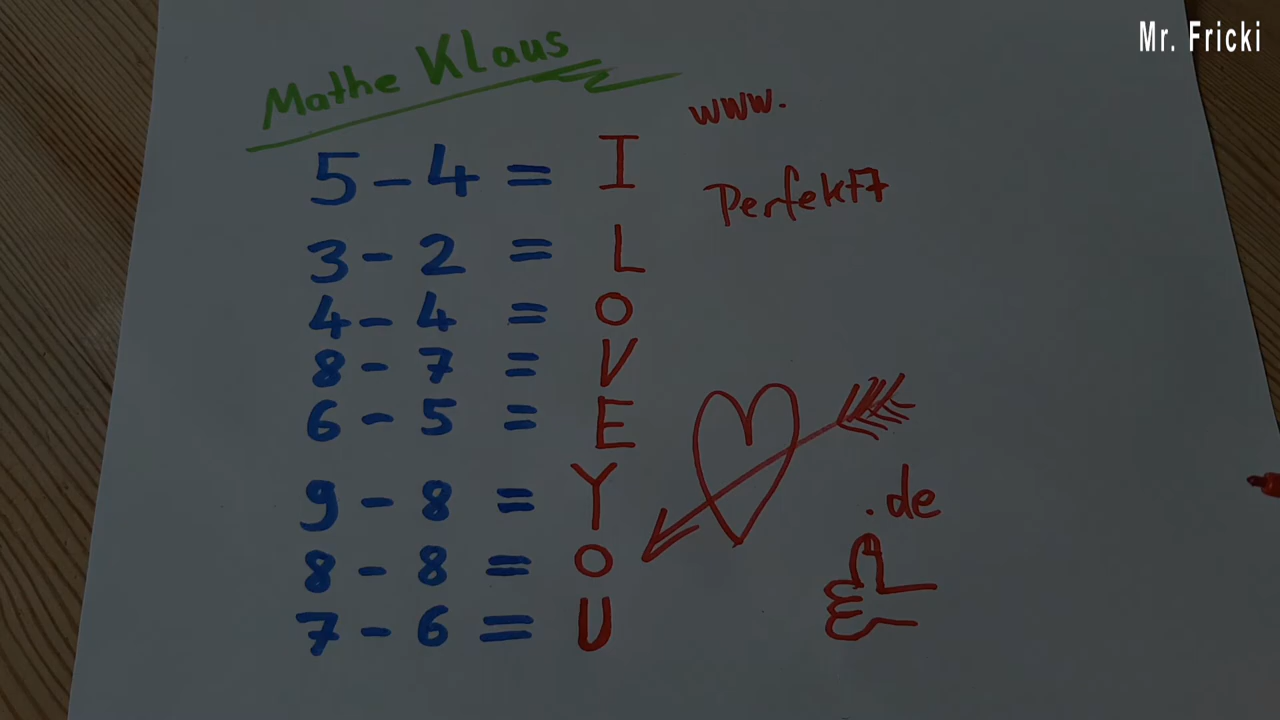 Mr. Fricki
Mathe Klaus
www.
Perfekt7
5 - 4 = I
3 - 2 = L
4 - 4 = O
8 - 7 = V
6 - 5 = E
9 - 8 = Y
.de
8 - 8 = O
7 - 6 = U